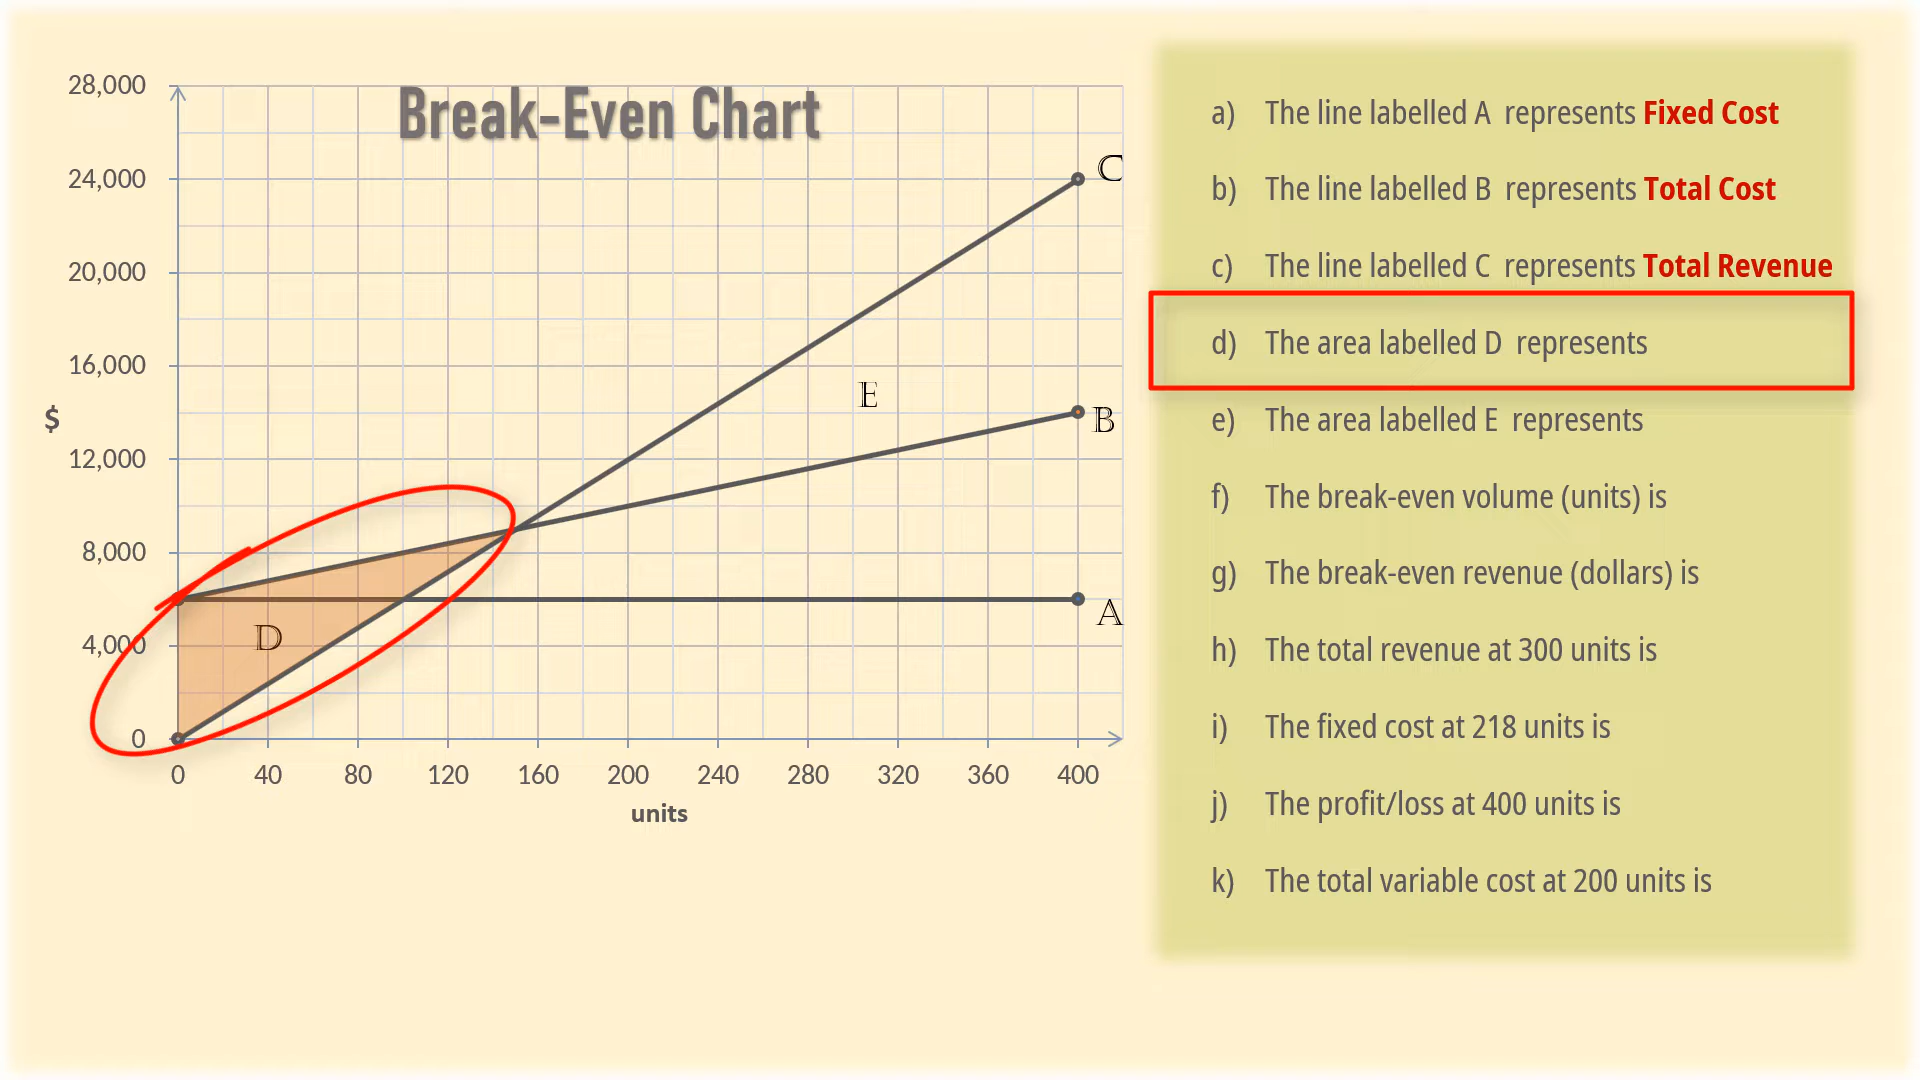 Break-Even Chart
28,000
24,000
20,000
16,000
12,000
8,000
4,000
0
$
0 40 80 120 160 200 240 280 320 360 400
units
C
E
B
D
A
a) The line labelled A represents Fixed Cost
b) The line labelled B represents Total Cost
c) The line labelled C represents Total Revenue
d) The area labelled D represents
e) The area labelled E represents
f) The break-even volume (units) is
g) The break-even revenue (dollars) is
h) The total revenue at 300 units is
i) The fixed cost at 218 units is
j) The profit/loss at 400 units is
k) The total variable cost at 200 units is